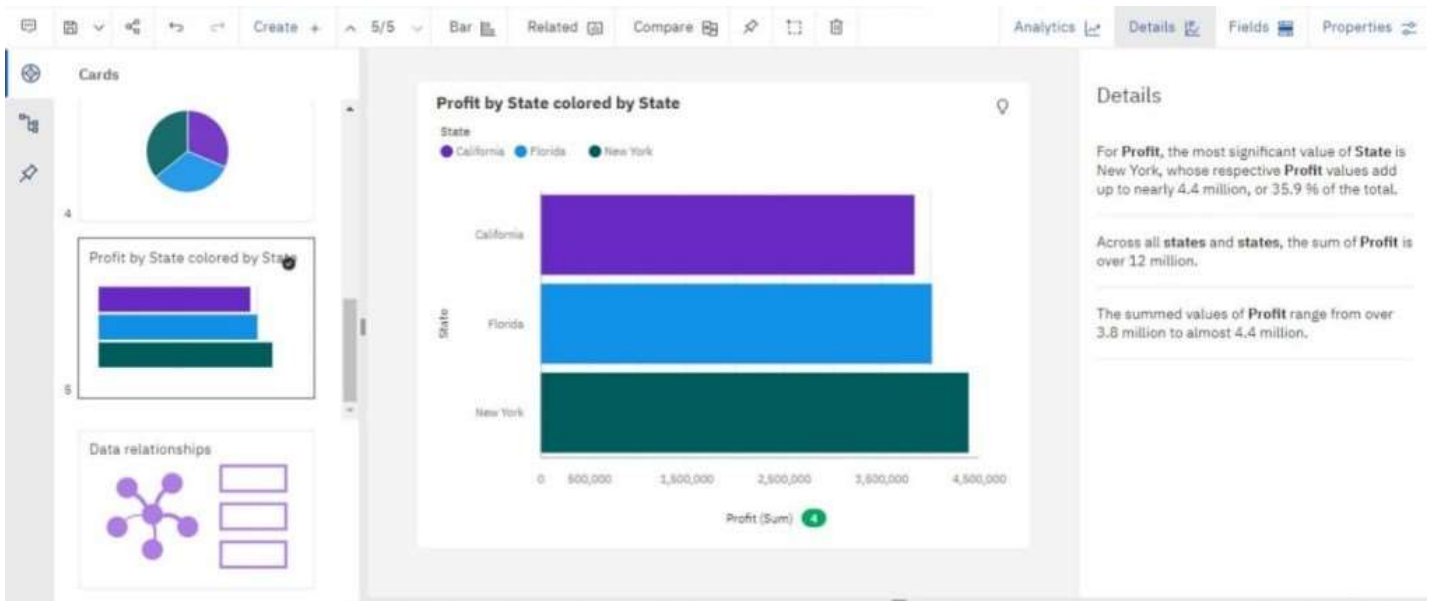 Create + 5/5 Bar Related Compare Analytics Details Fields Properties
Cards
4
Profit by State colored by State
5
Data relationships
Profit by State colored by State
State
California Florida New York
California
Florida
New York
State
0 500,000 1,500,000 2,500,000 3,500,000 4,500,000
Profit (Sum) 4
Details
For Profit, the most significant value of State is
New York, whose respective Profit values add
up to nearly 4.4 million, or 35.9 % of the total.
Across all states and states, the sum of Profit is
over 12 million.
The summed values of Profit range from over
3.8 million to almost 4.4 million.